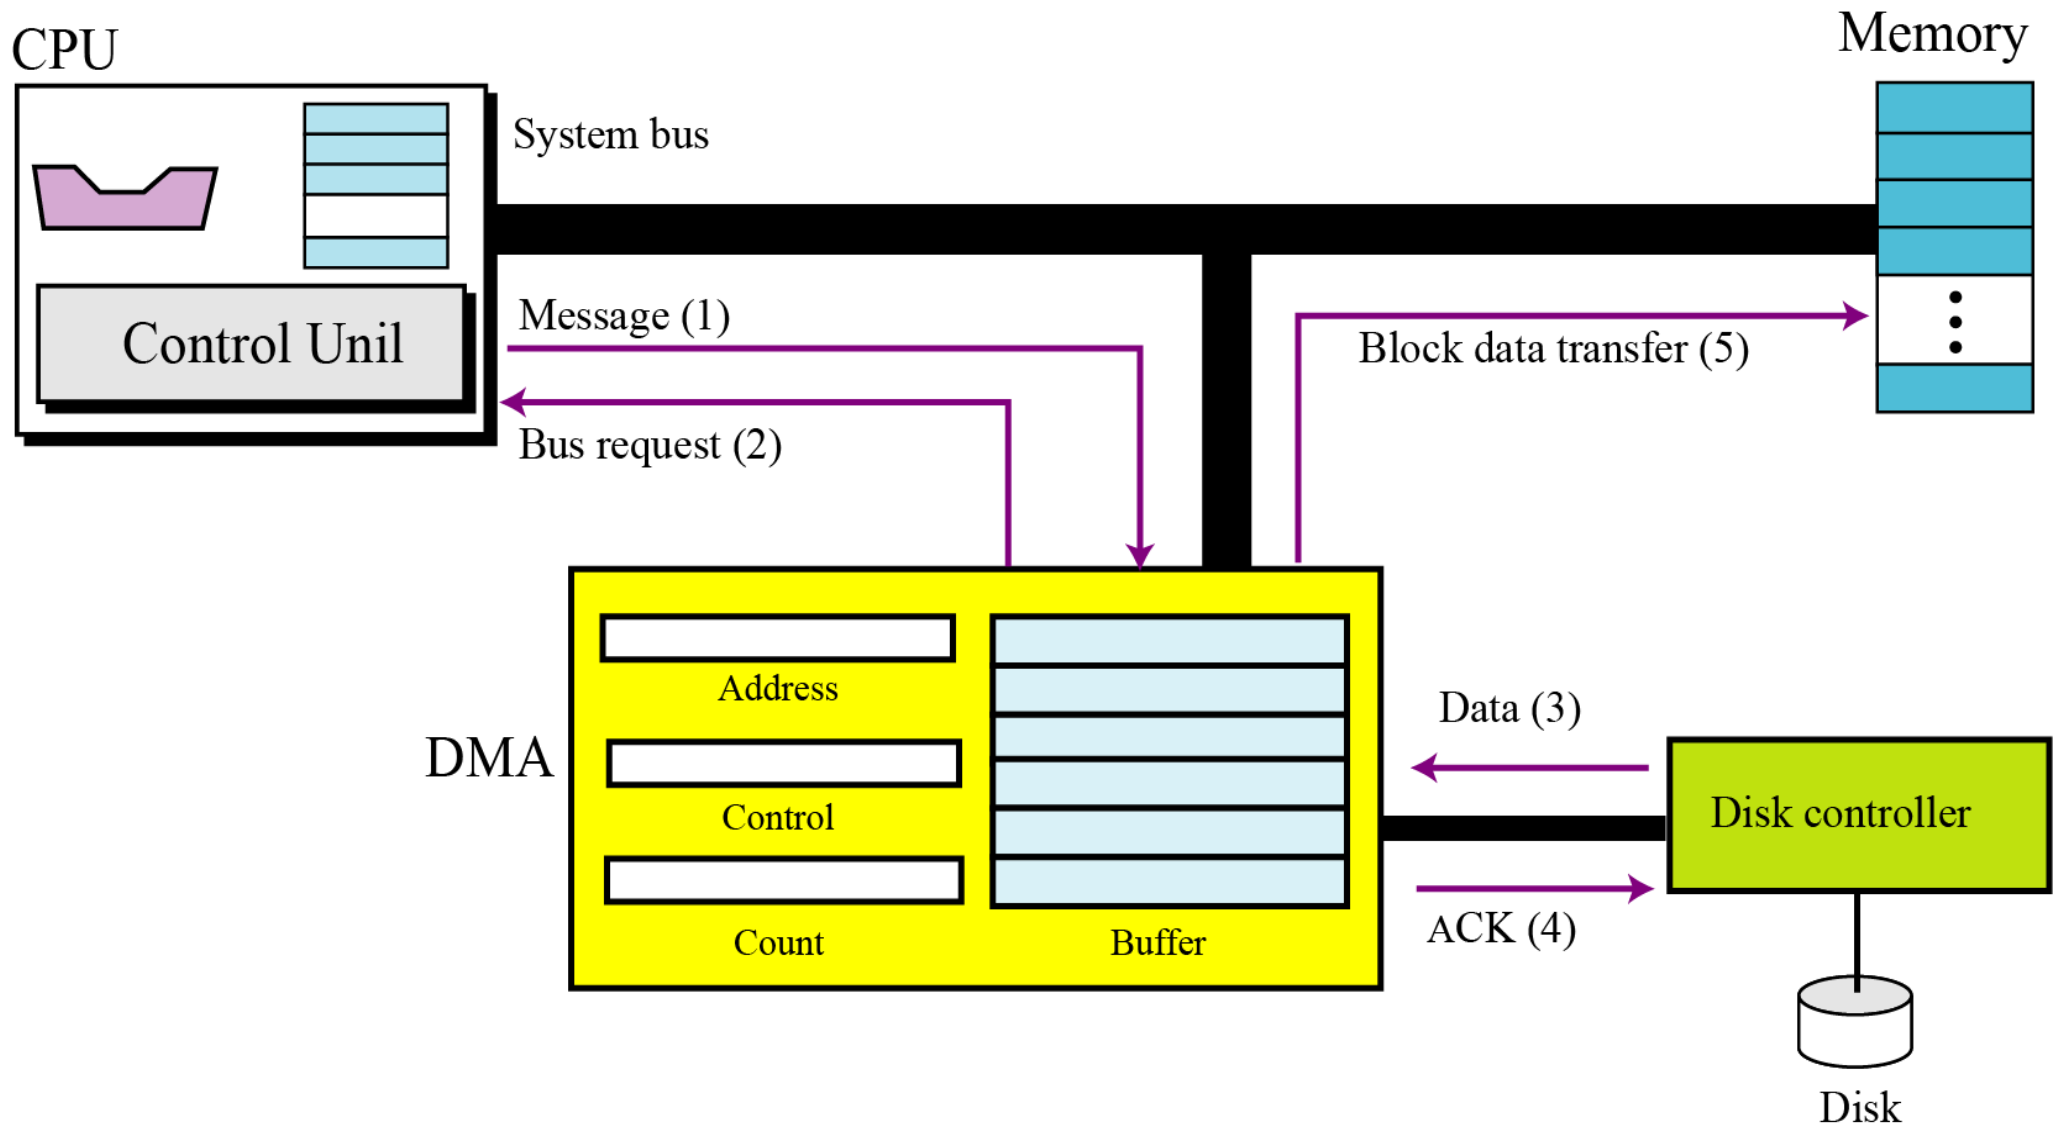 CPU
Memory
System bus
Control Unil
Message (1)
Block data transfer (5)
Bus request (2)
DMA
Address
Control
Count
Buffer
Data (3)
Disk controller
ACK (4)
Disk